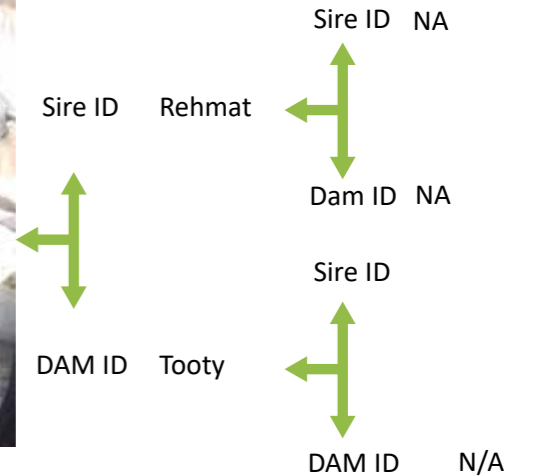 Sire ID NA
Sire ID Rehmat
Dam ID NA
Sire ID
DAM ID Tooty
DAM ID N/A